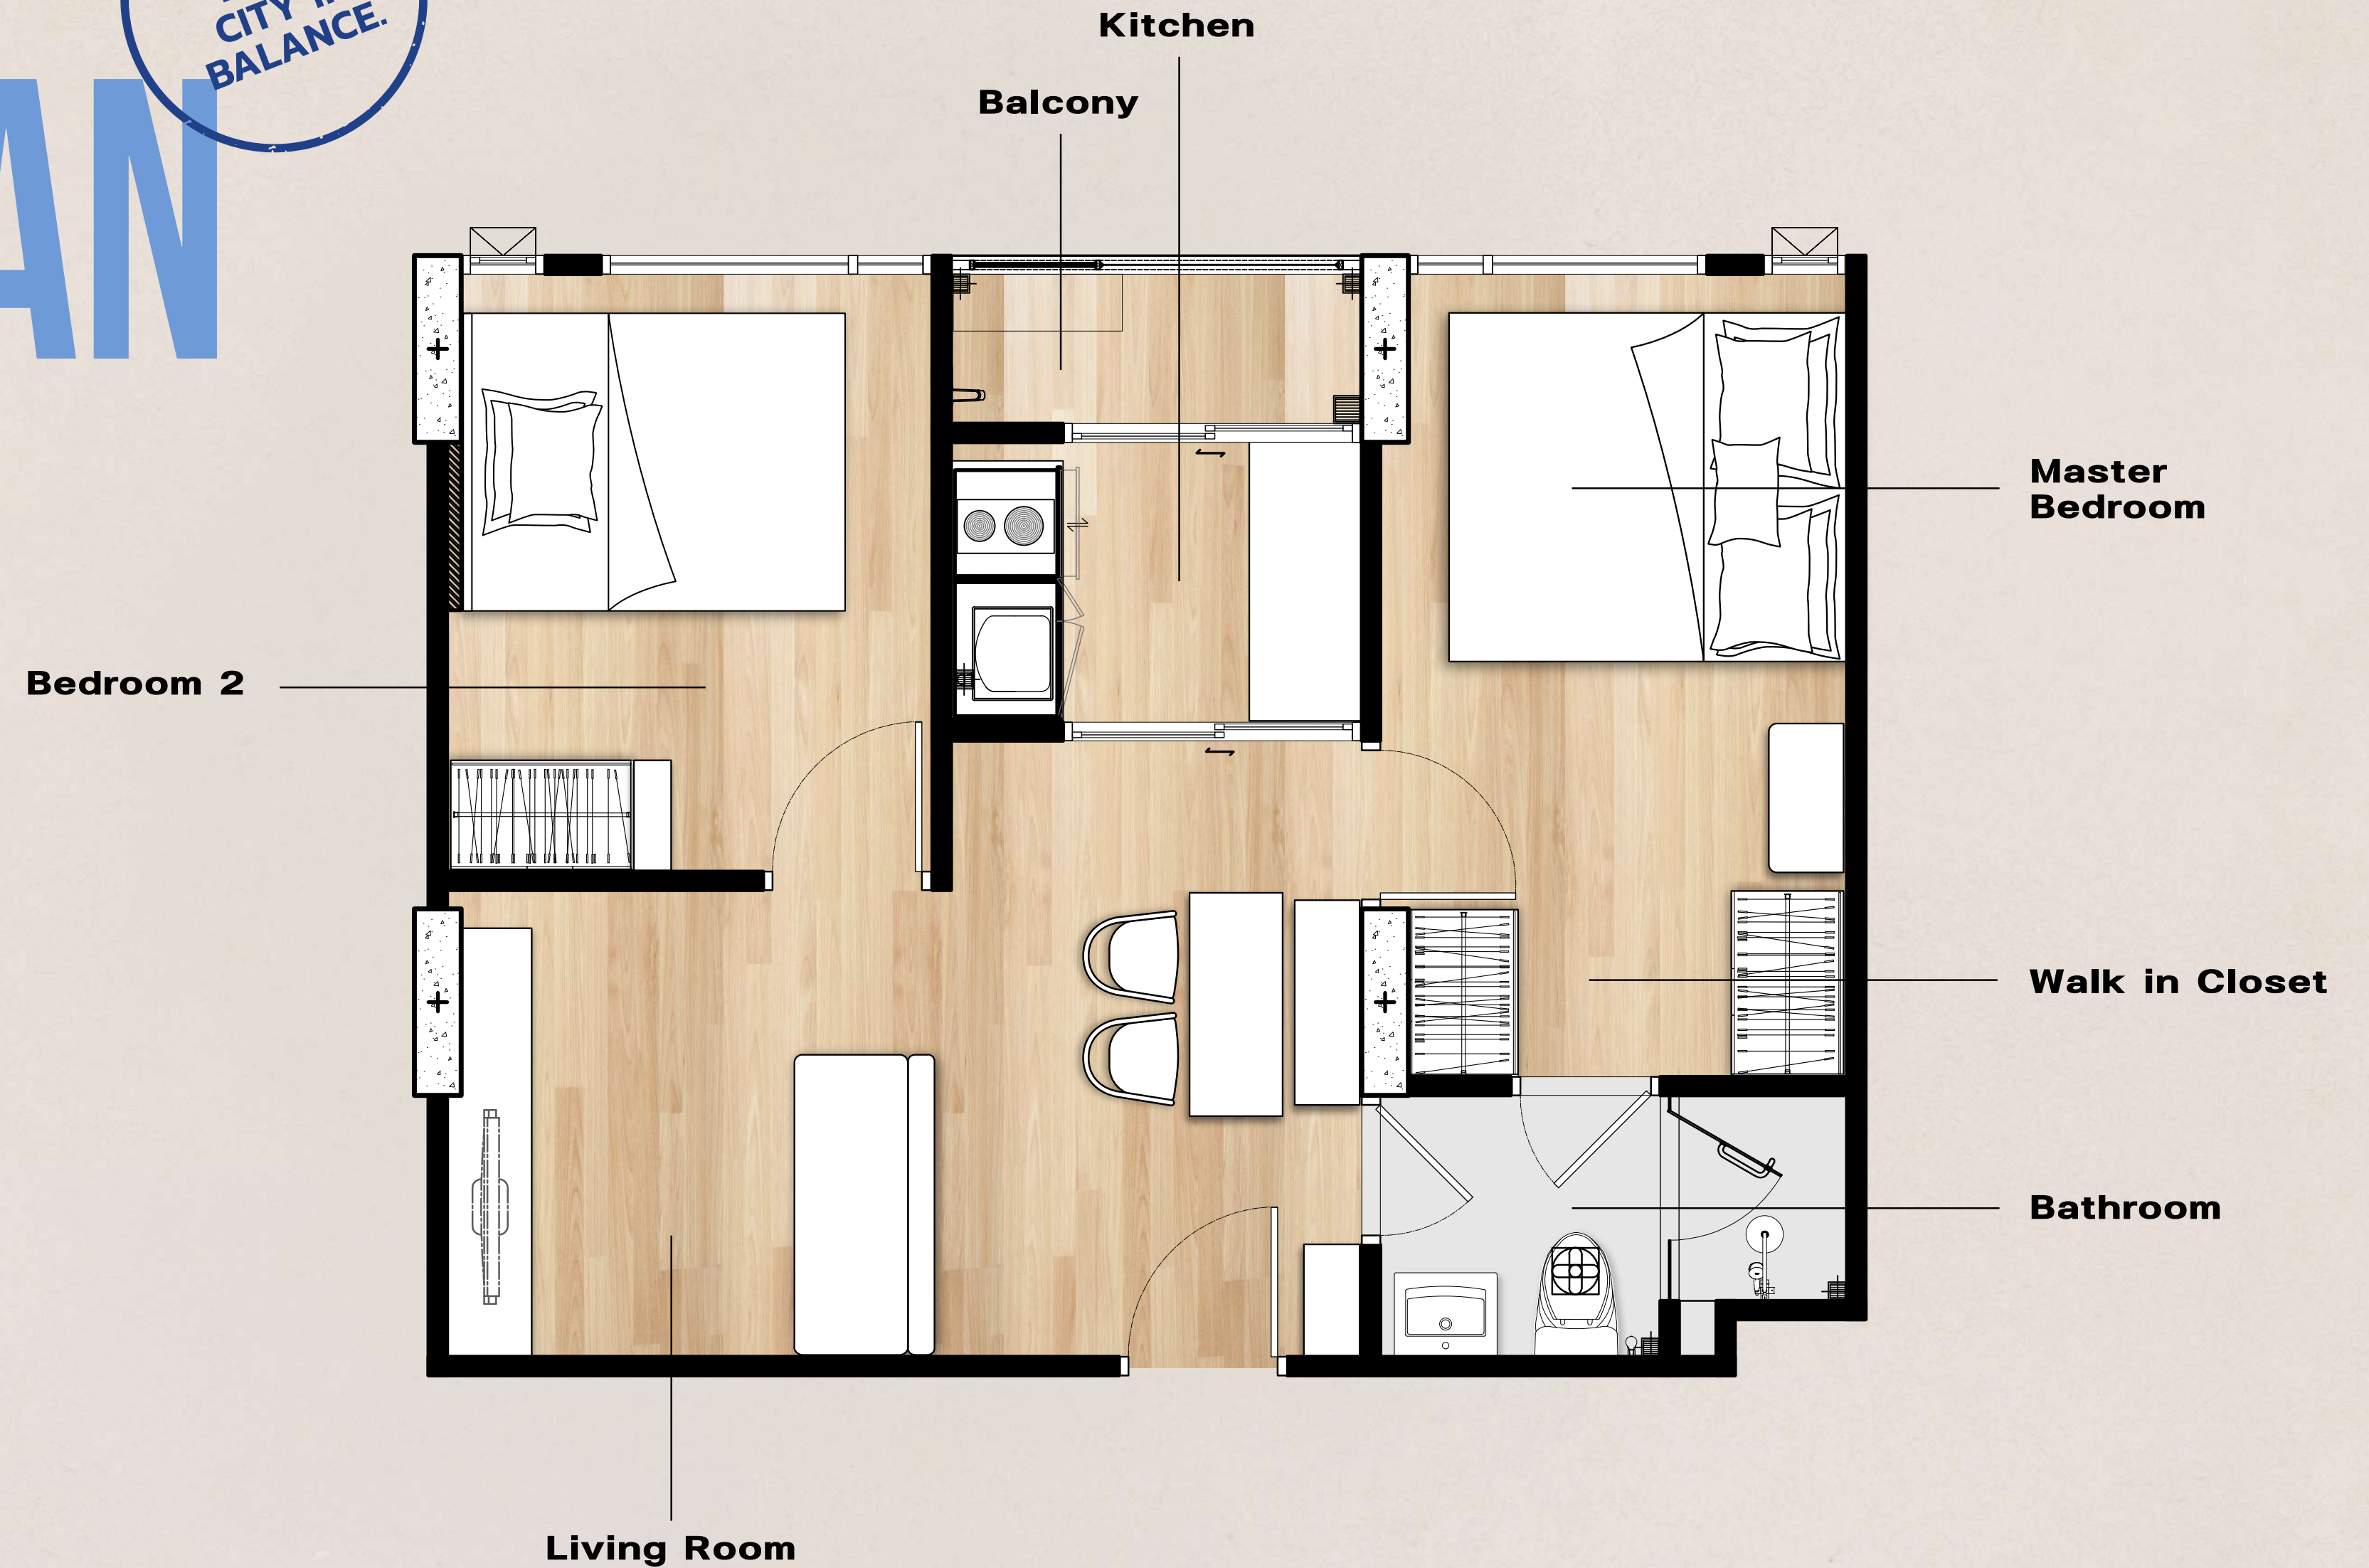 CITY
BALANCE.
AN
Kitchen
Balcony
Master
Bedroom
Bedroom 2
Walk in Closet
Bathroom
Living Room